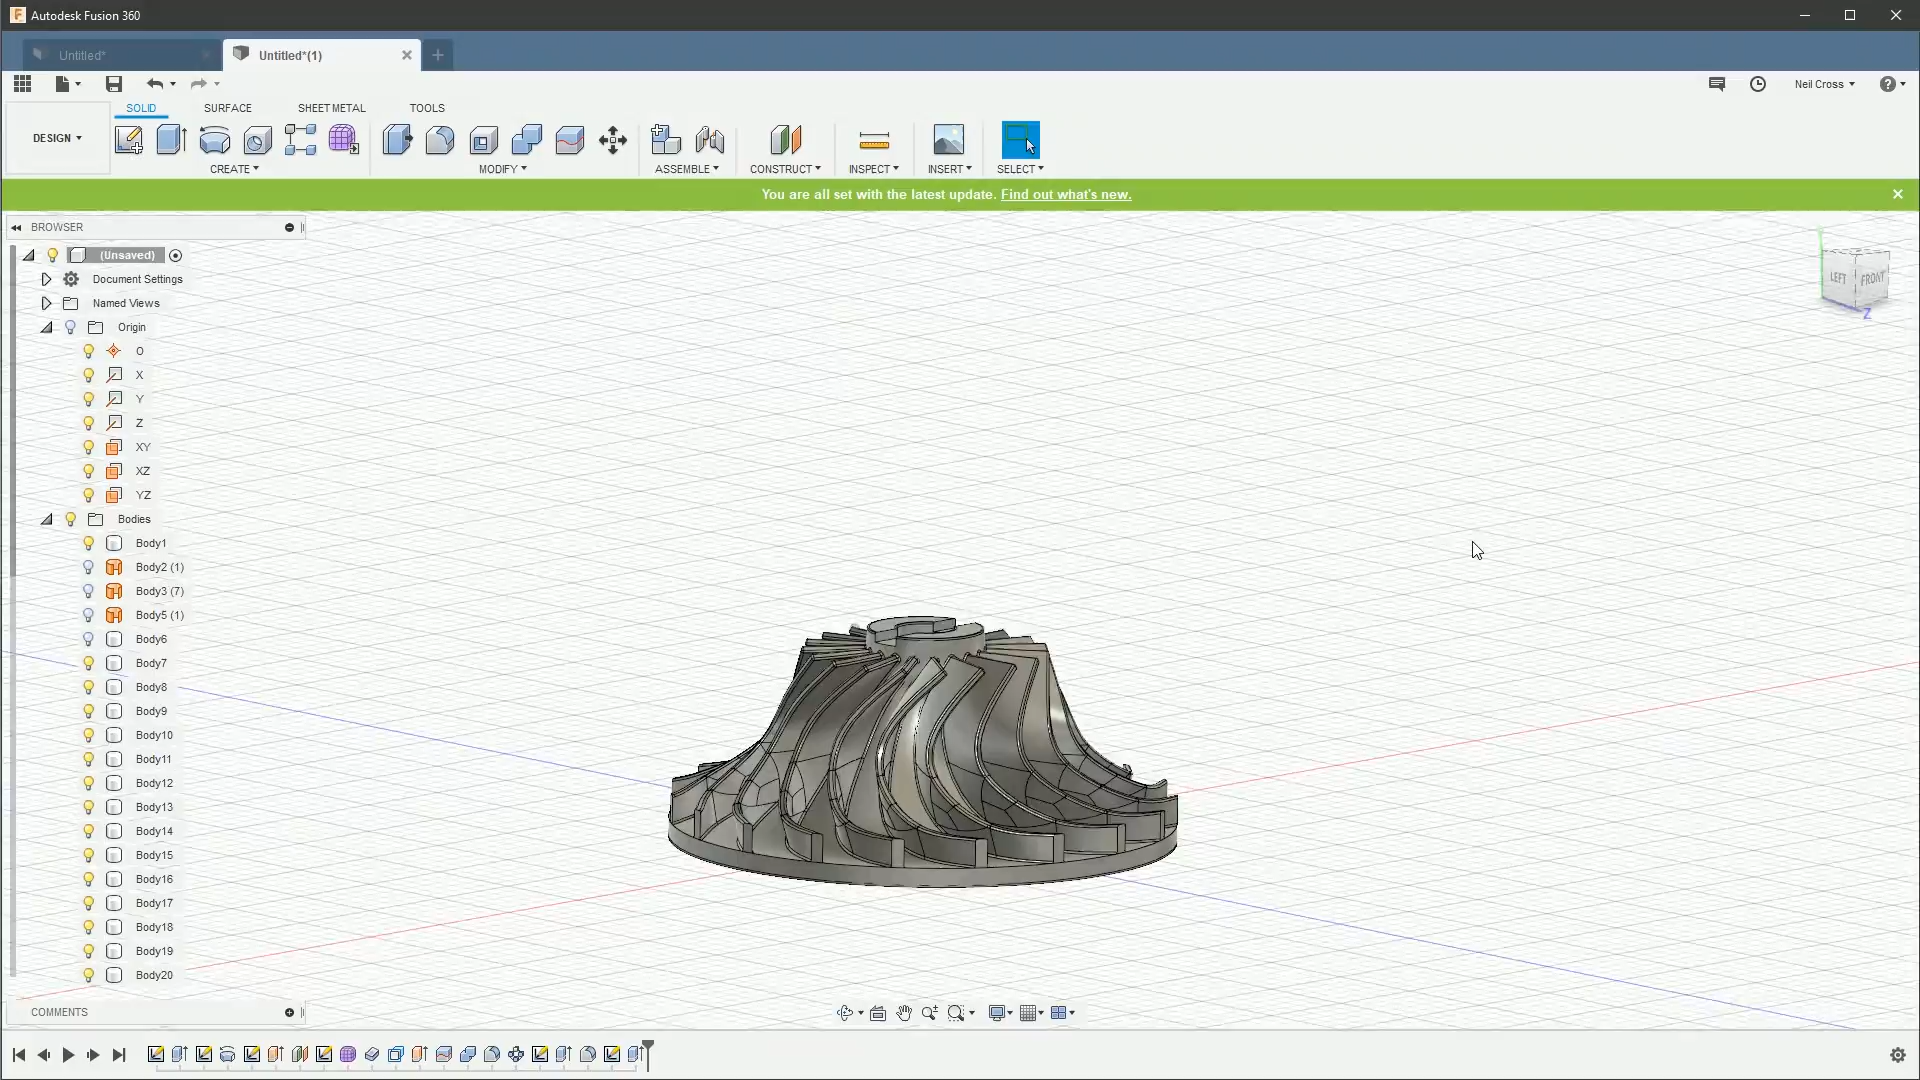 Autodesk Fusion 360
Untitled*
Untitled*(1)
Neil Cross
DESIGN
SOLID
SURFACE
SHEET METAL
TOOLS
CREATE
MODIFY
ASSEMBLE
CONSTRUCT
INSPECT
INSERT
SELECT
You are all set with the latest update. Find out what's new.
BROWSER
(Unsaved)
Document Settings
Named Views
Origin
O
X
Y
Z
XY
XZ
YZ
Bodies
Body1
Body2 (1)
Body3 (7)
Body5 (1)
Body6
Body7
Body8
Body9
Body10
Body11
Body12
Body13
Body14
Body15
Body16
Body17
Body18
Body19
Body20
LEFT
FRONT
Z
COMMENTS